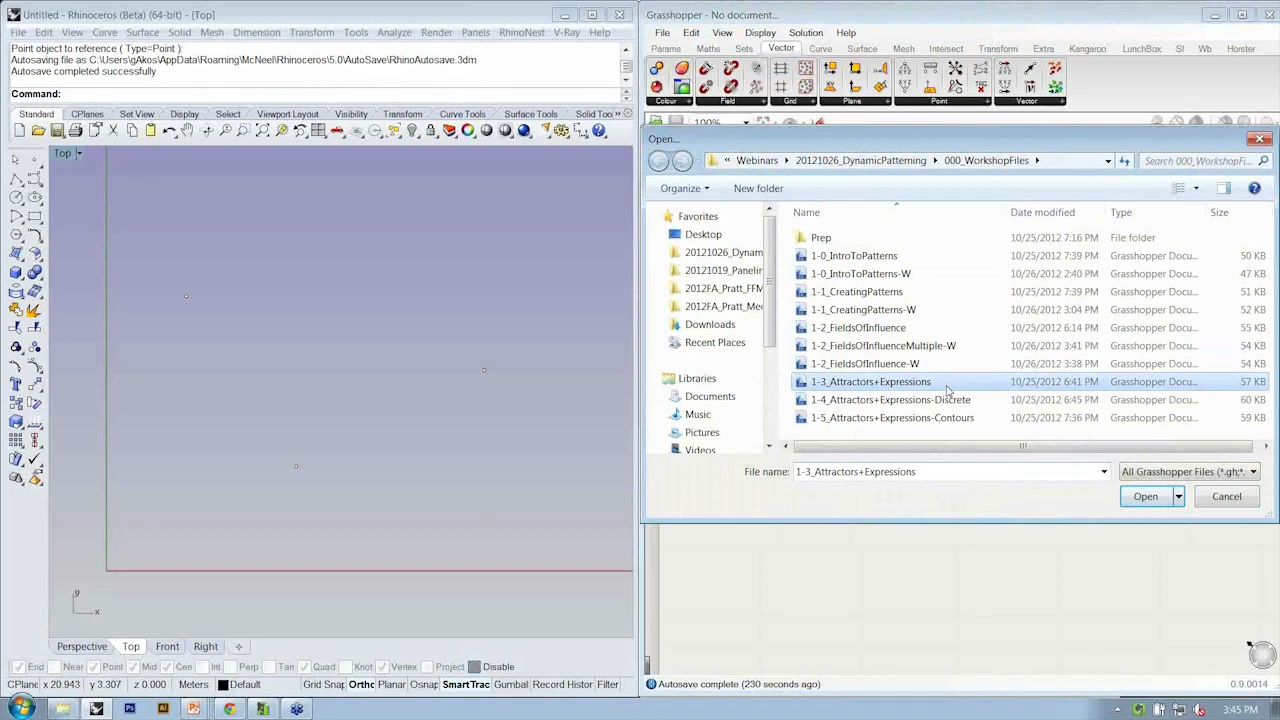 Untitled - Rhinoceros (Beta) (64-bit) - [Top]
File Edit View Curve Surface Solid Mesh Dimension Transform Tools Analyze Render Panels RhinoNest V-Ray Help
Point object to reference ( Type=Point ):
Autosaving file as C:\Users\gAkos\AppData\Roaming\McNeel\Rhinoceros\5.0\AutoSave\RhinoAutosave.3dm
Autosave completed successfully
Command:
Standard CPlanes Set View Display Select Viewport Layout Visibility Transform Curve Tools Surface Tools Solid Too »
Top
y
x
Perspective Top Front Right
End Near Point Mid Cen Int Perp Tan Quad Knot Vertex Project Disable
CPlane x 20.943 y 3.307 z 0.000 Meters Default Grid Snap Ortho Planar Osnap SmartTrac Gumbal Record Histor Filter
Grasshopper - No document...
File Edit View Display Solution Help
Params Maths Sets Vector Curve Surface Mesh Intersect Transform Extra Kangaroo LunchBox SI Wb Horster
Colour Field Grid Plane Point Vector
100%
Open...
« Webinars 20121026_DynamicPatterning 000_WorkshopFiles Search 000_WorkshopFi...
Organize New folder
Favorites
Desktop
20121026_Dynam
20121019_Panelin
2012FA_Pratt_FFM
2012FA_Pratt_Med
Downloads
Recent Places
Libraries
Documents
Music
Pictures
Videos
Name Date modified Type Size
Prep 10/25/2012 7:16 PM File folder
1-0_IntroToPatterns 10/25/2012 7:39 PM Grasshopper Docu... 50 KB
1-0_IntroToPatterns-W 10/26/2012 2:40 PM Grasshopper Docu... 47 KB
1-1_CreatingPatterns 10/25/2012 7:39 PM Grasshopper Docu... 51 KB
1-1_CreatingPatterns-W 10/26/2012 3:04 PM Grasshopper Docu... 52 KB
1-2_FieldsOfInfluence 10/25/2012 6:14 PM Grasshopper Docu... 55 KB
1-2_FieldsOfInfluenceMultiple-W 10/26/2012 3:41 PM Grasshopper Docu... 54 KB
1-2_FieldsOfInfluence-W 10/26/2012 3:38 PM Grasshopper Docu... 54 KB
1-3_Attractors+Expressions 10/25/2012 6:41 PM Grasshopper Docu... 57 KB
1-4_Attractors+Expressions-Discrete 10/25/2012 6:45 PM Grasshopper Docu... 60 KB
1-5_Attractors+Expressions-Contours 10/25/2012 7:36 PM Grasshopper Docu... 59 KB
File name: 1-3_Attractors+Expressions All Grasshopper Files (*.gh;*.
Open Cancel
Autosave complete (230 seconds ago) 0.9.0014
3:45 PM